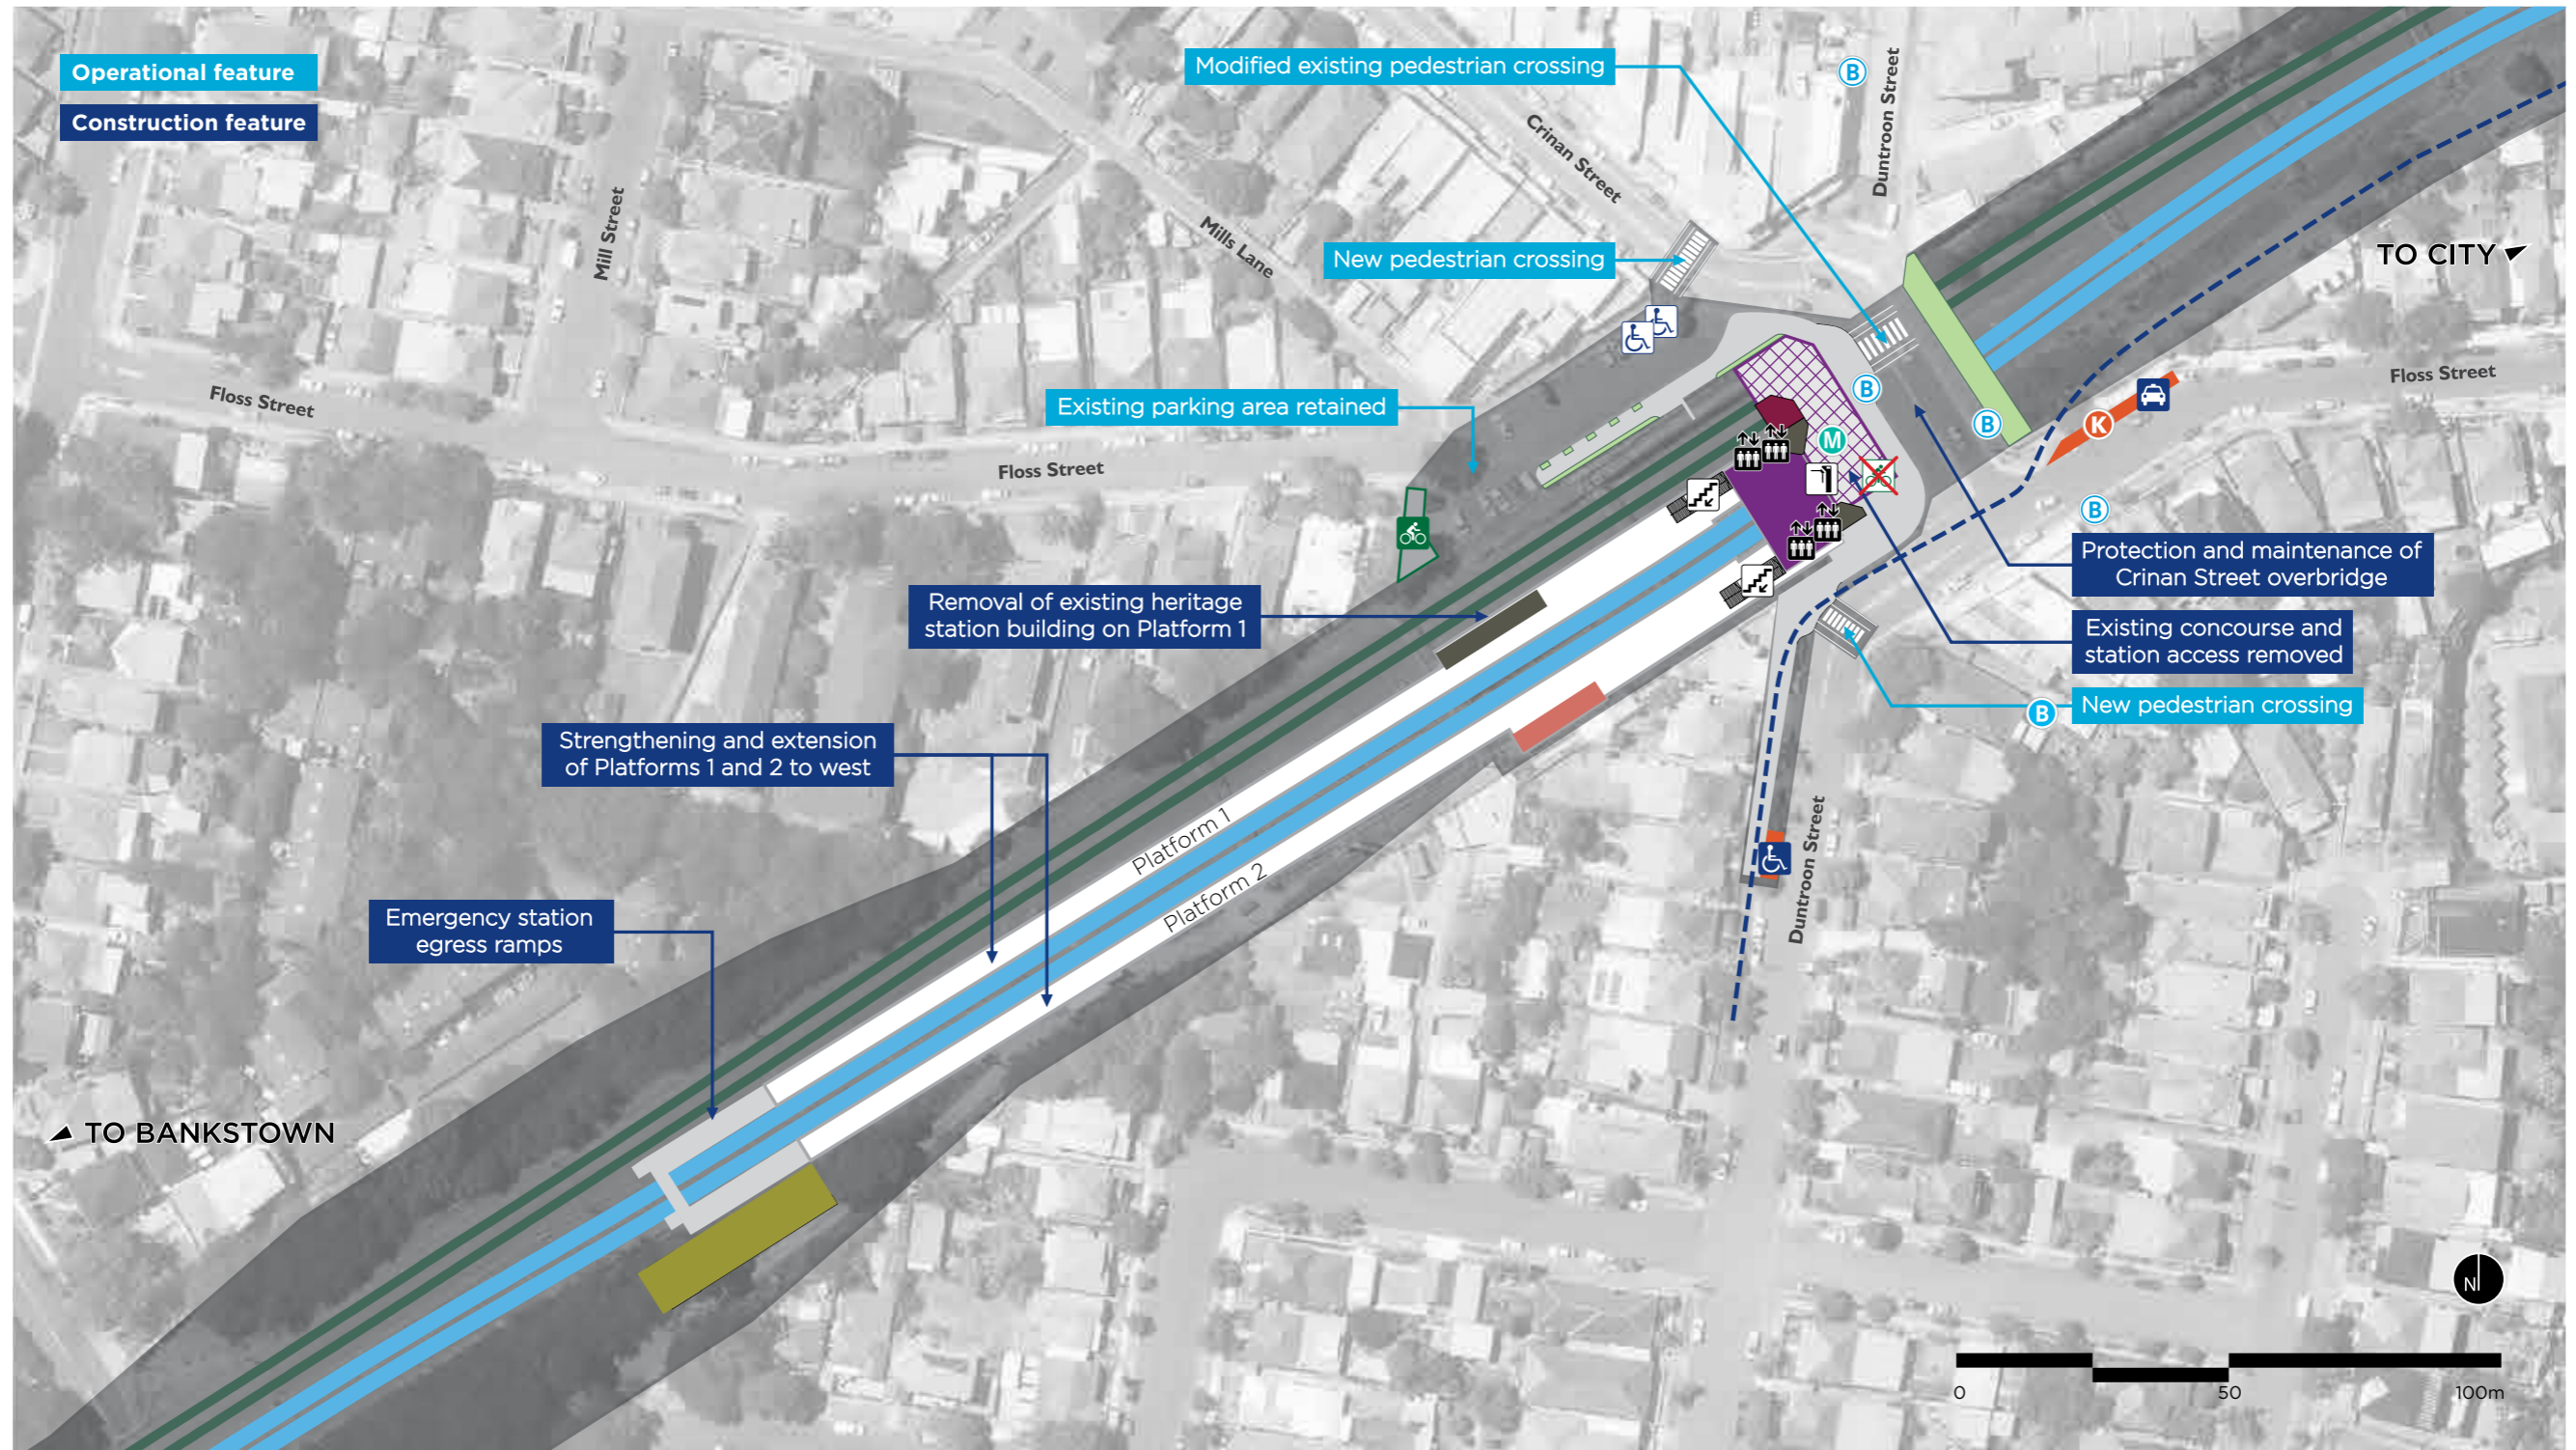 Operational feature
Construction feature
Modified existing pedestrian crossing
B
Duntroon Street
Crinan Street
Mill Street
Mills Lane
New pedestrian crossing
TO CITY
Floss Street
Existing parking area retained
B
B
K
Floss Street
M
Floss Street
B
Protection and maintenance of
Crinan Street overbridge
Removal of existing heritage
station building on Platform 1
Existing concourse and
station access removed
B
New pedestrian crossing
Strengthening and extension
of Platforms 1 and 2 to west
Platform 1
Platform 2
Duntroon Street
Emergency station
egress ramps
TO BANKSTOWN
N
0
50
100m